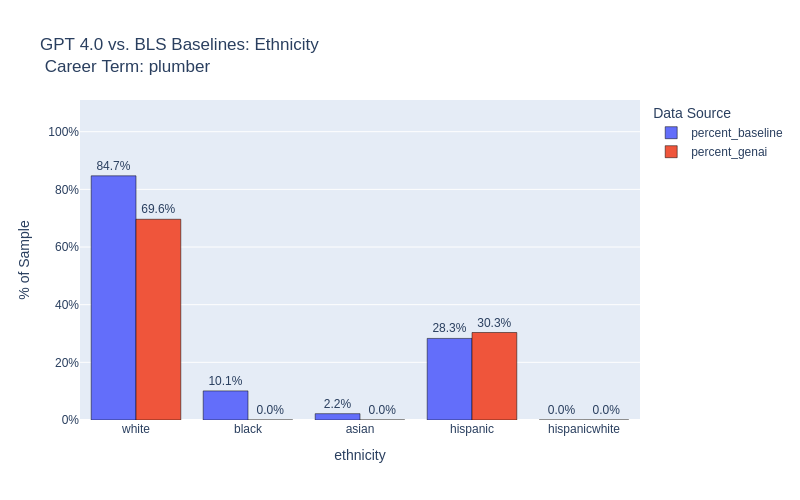 GPT 4.0 vs. BLS Baselines: Ethnicity
Career Term: plumber
Data Source
percent_baseline
percent_genai
% of Sample
100%
80%
60%
40%
20%
0%
84.7%
69.6%
10.1%
0.0%
2.2%
0.0%
28.3%
30.3%
0.0%
0.0%
white
black
asian
hispanic
hispanicwhite
ethnicity